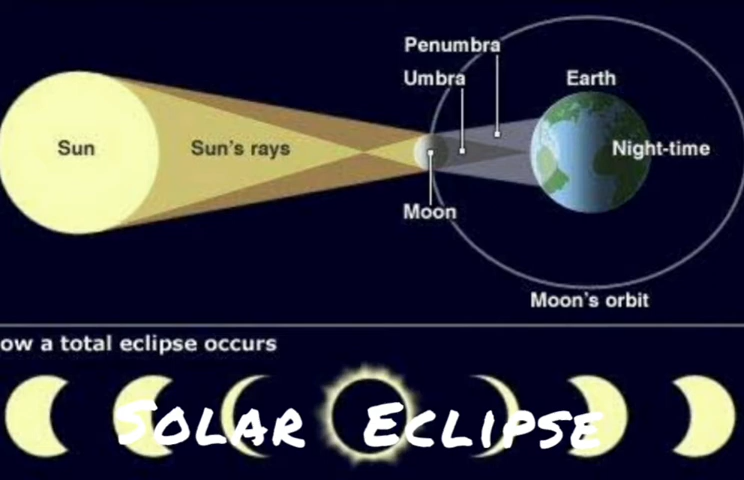 Penumbra
Umbra
Earth
Sun
Sun's rays
Night-time
Moon
Moon's orbit
ow a total eclipse occurs
Solar Eclipse